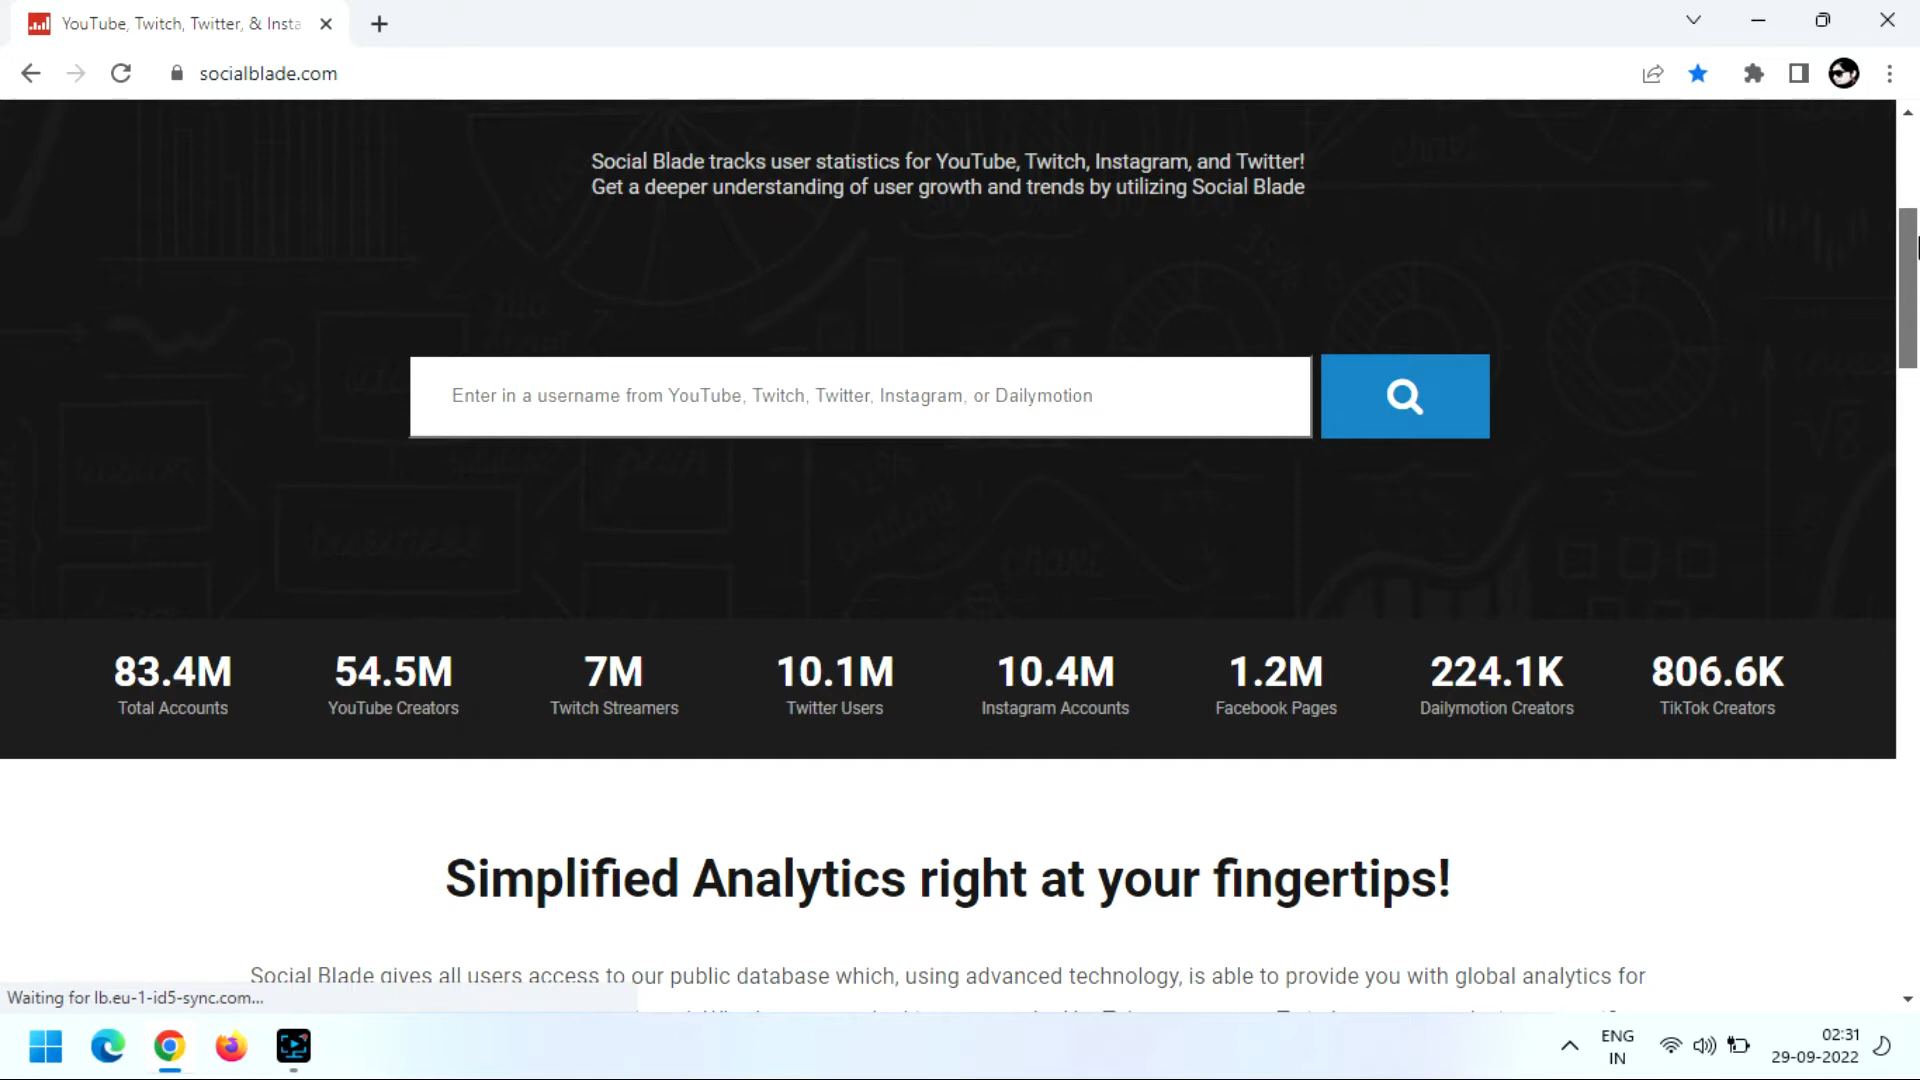 YouTube, Twitch, Twitter, & Insta
socialblade.com
Social Blade tracks user statistics for YouTube, Twitch, Instagram, and Twitter!
Get a deeper understanding of user growth and trends by utilizing Social Blade
Enter in a username from YouTube, Twitch, Twitter, Instagram, or Dailymotion
83.4M 54.5M 7M 10.1M 10.4M 1.2M 224.1K 806.6K
Total Accounts YouTube Creators Twitch Streamers Twitter Users Instagram Accounts Facebook Pages Dailymotion Creators TikTok Creators
Simplified Analytics right at your fingertips!
Social Blade gives all users access to our public database which, using advanced technology, is able to provide you with global analytics for
Waiting for lb.eu-1-id5-sync.com...
ENG 02:31
IN 29-09-2022